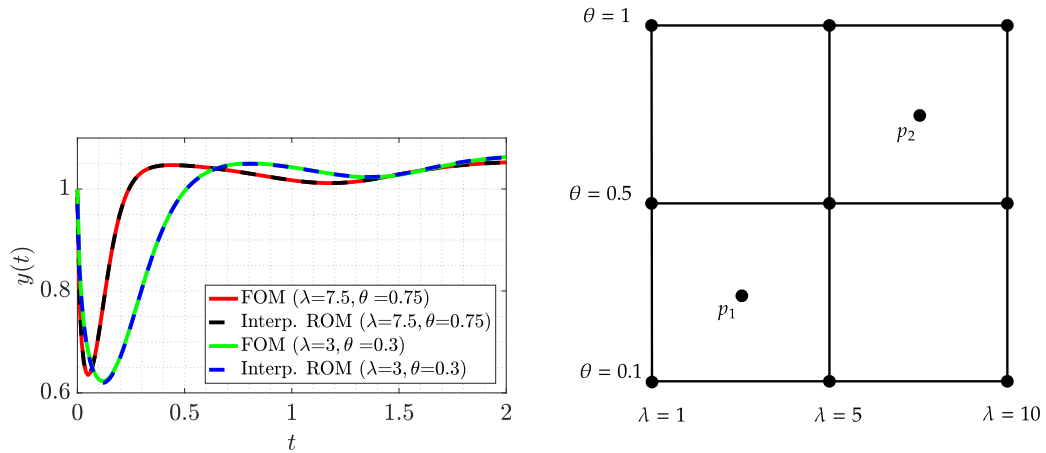 y(t)
1
0.8
0.6
0
0.5
1
1.5
2
t
FOM (λ=7.5, θ =0.75)
Interp. ROM (λ=7.5, θ=0.75)
FOM (λ=3, θ =0.3)
Interp. ROM (λ=3, θ=0.3)
θ = 1
θ = 0.5
θ = 0.1
p₂
p₁
λ = 1
λ = 5
λ = 10